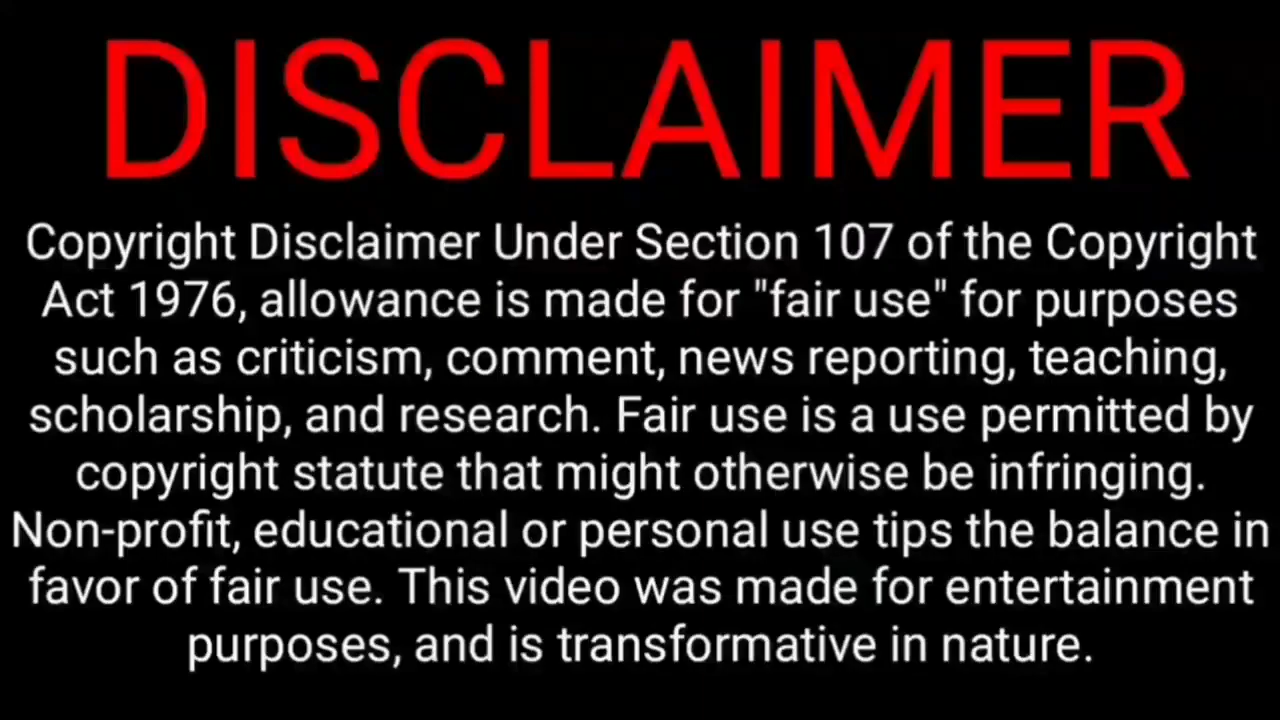 DISCLAIMER
Copyright Disclaimer Under Section 107 of the Copyright
Act 1976, allowance is made for "fair use" for purposes
such as criticism, comment, news reporting, teaching,
scholarship, and research. Fair use is a use permitted by
copyright statute that might otherwise be infringing.
Non-profit, educational or personal use tips the balance in
favor of fair use. This video was made for entertainment
purposes, and is transformative in nature.